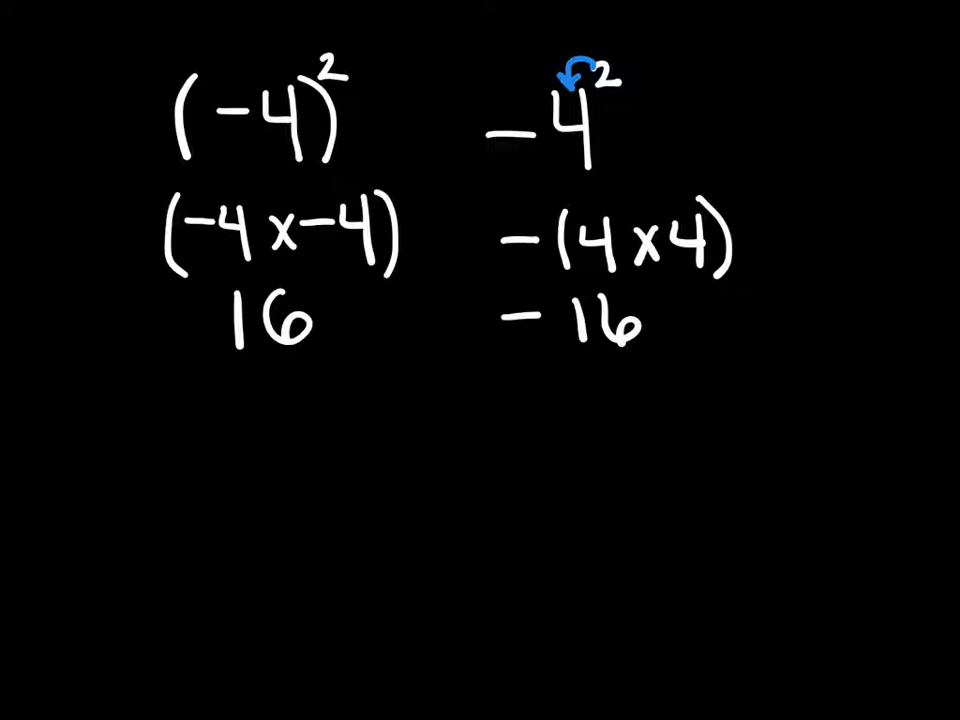 (-4)² -4²
(-4 x -4) -(4 x 4)
16 -16